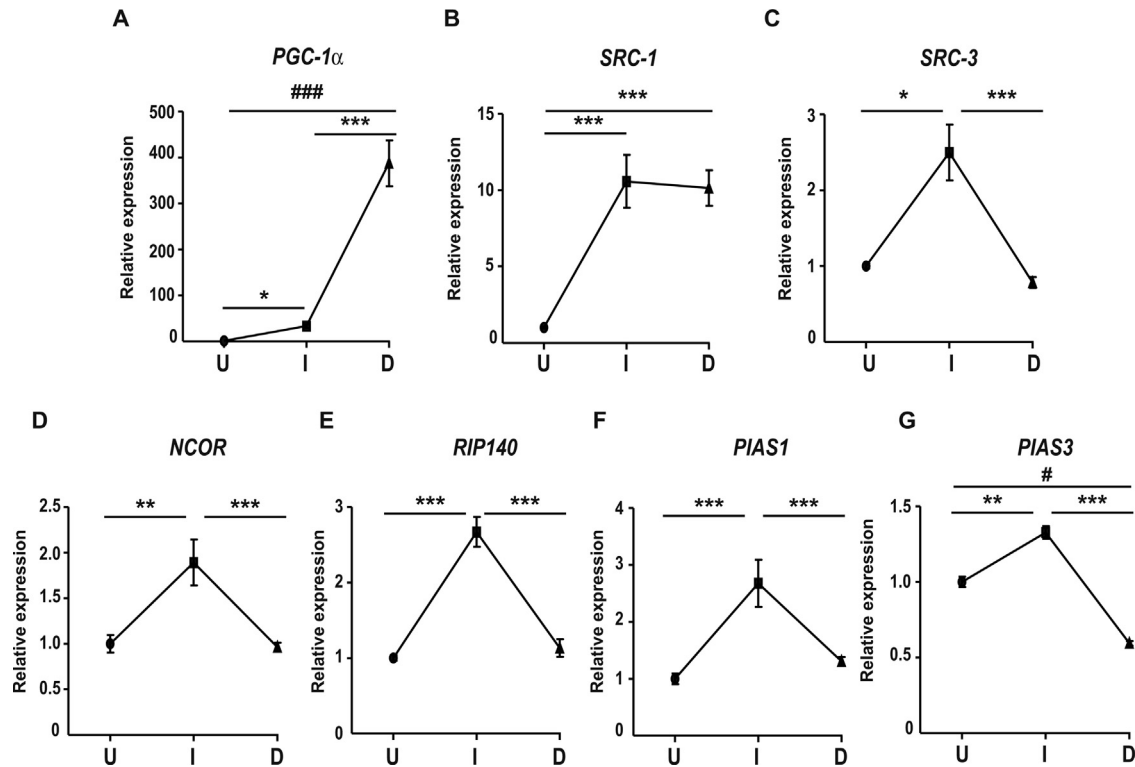 A
PGC-1α
###
***
*
Relative expression
500
400
300
200
100
0
U I D
B
SRC-1
***
***
Relative expression
15
10
5
0
U I D
C
SRC-3
* ***
Relative expression
3
2
1
0
U I D
D
NCOR
** ***
Relative expression
2.5
2.0
1.5
1.0
0.5
0
U I D
E
RIP140
*** ***
Relative expression
3
2
1
0
U I D
F
PIAS1
*** ***
Relative expression
4
3
2
1
0
U I D
G
PIAS3
#
** ***
Relative expression
1.5
1.0
0.5
0
U I D